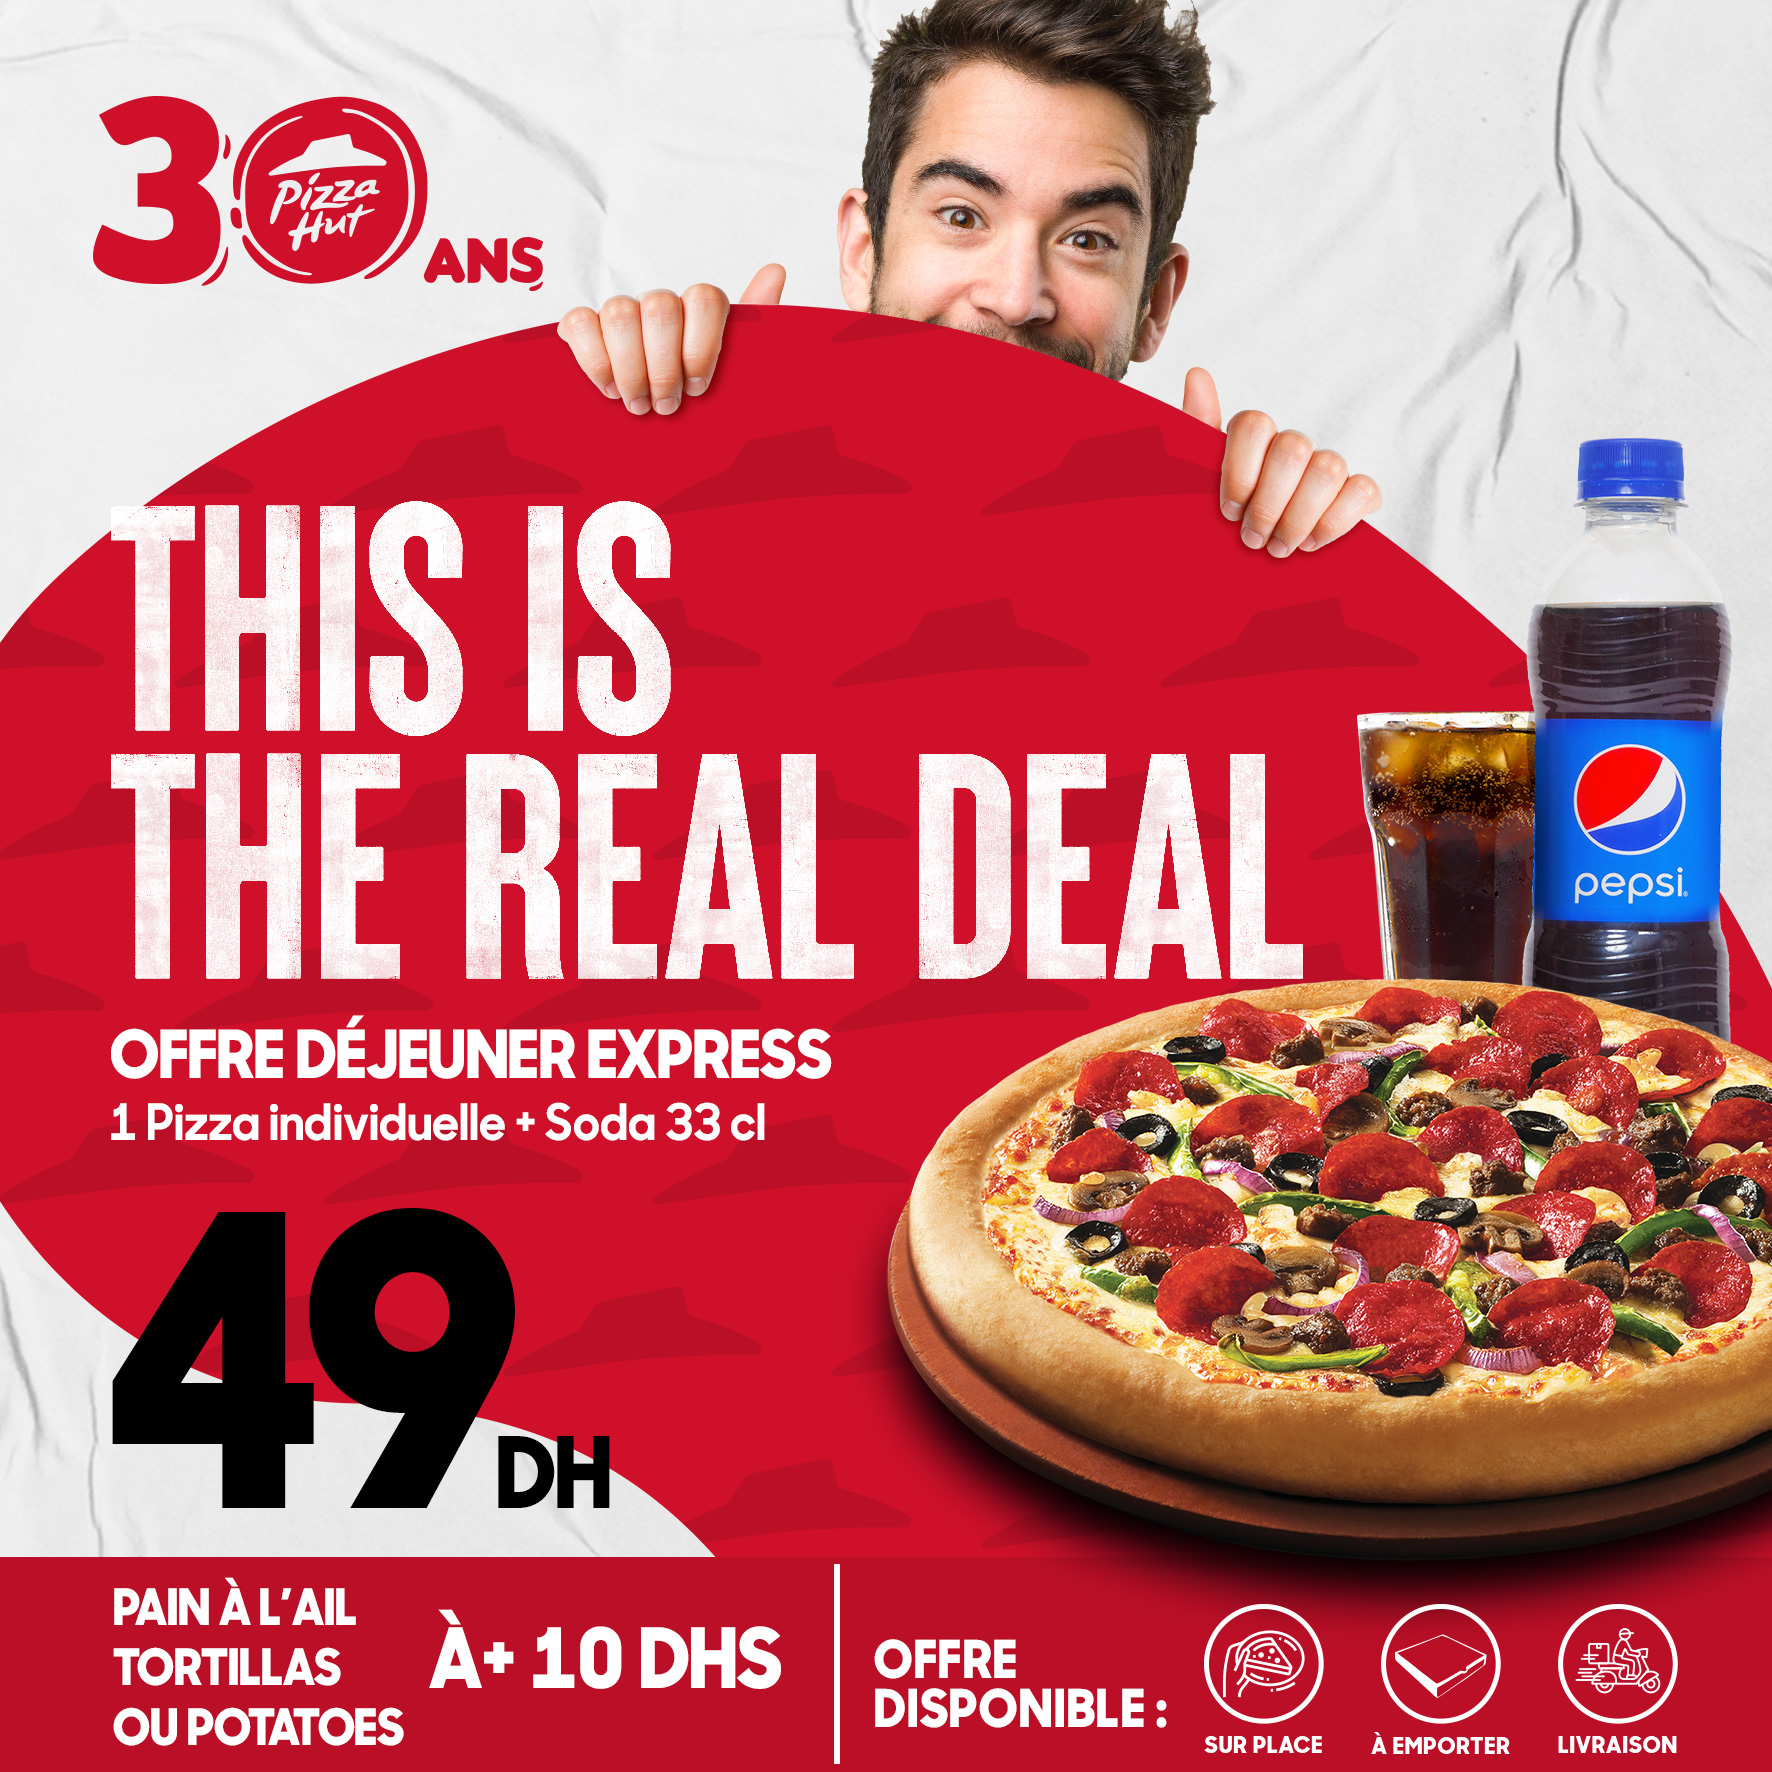 30 Pizza Hut ANS
THIS IS
THE REAL DEAL
pepsi
OFFRE DÉJEUNER EXPRESS
1 Pizza individuelle + Soda 33 cl
49 DH
PAIN À L'AIL
TORTILLAS
OU POTATOES
À+ 10 DHS
OFFRE
DISPONIBLE :
SUR PLACE
À EMPORTER
LIVRAISON